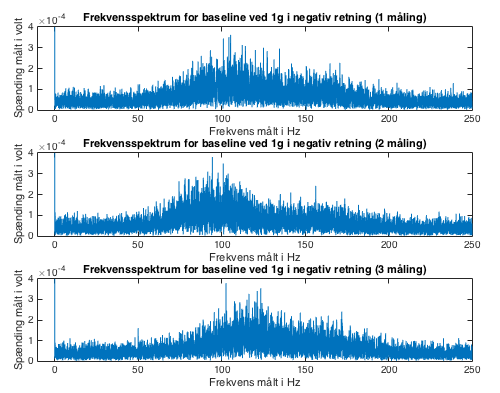 Frekvensspektrum for baseline ved 1g i negativ retning (1 måling)
×10^-4
Spænding målt i volt
4
3
2
1
0
0 50 100 150 200 250
Frekvens målt i Hz
Frekvensspektrum for baseline ved 1g i negativ retning (2 måling)
×10^-4
Spænding målt i volt
4
3
2
1
0
0 50 100 150 200 250
Frekvens målt i Hz
Frekvensspektrum for baseline ved 1g i negativ retning (3 måling)
×10^-4
Spænding målt i volt
4
3
2
1
0
0 50 100 150 200 250
Frekvens målt i Hz